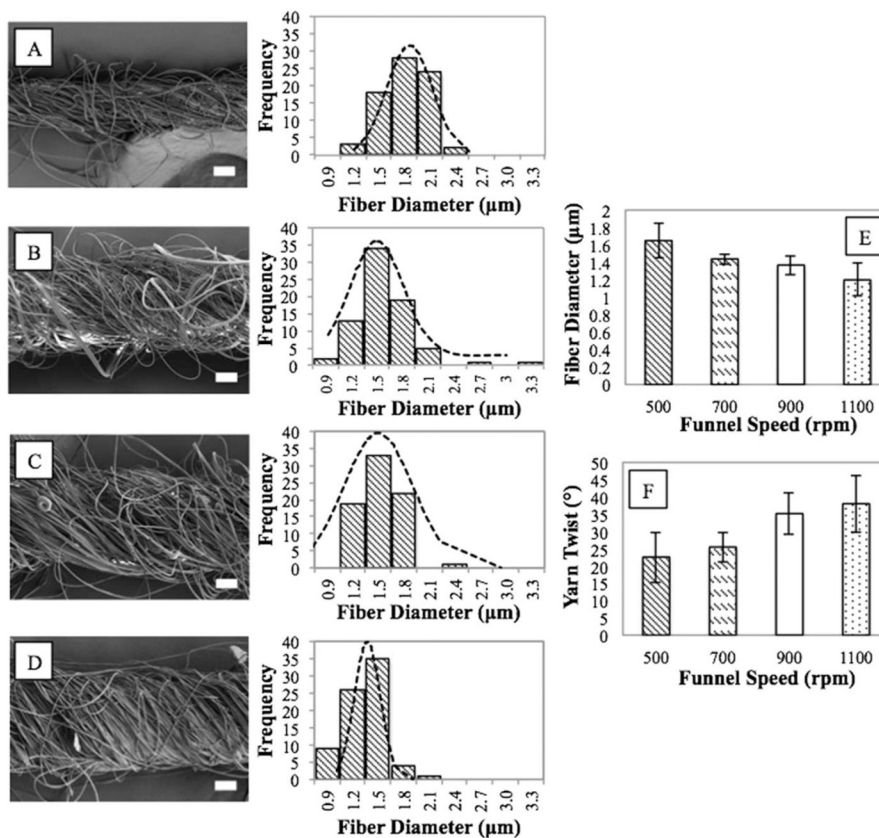 A
40
35
30
25
20
15
10
5
0
Frequency
0.9 1.2 1.5 1.8 2.1 2.4 2.7 3.0 3.3
Fiber Diameter (µm)
B
40
35
30
25
20
15
10
5
0
Frequency
0.9 1.2 1.5 1.8 2.1 2.4 2.7 3 3.3
Fiber Diameter (µm)
C
40
35
30
25
20
15
10
5
0
Frequency
0.9 1.2 1.5 1.8 2.1 2.4 2.7 3.0 3.3
Fiber Diameter (µm)
D
40
35
30
25
20
15
10
5
0
Frequency
0.9 1.2 1.5 1.8 2.1 2.4 2.7 3.0 3.3
Fiber Diameter (µm)
E
2
1.8
1.6
1.4
1.2
1
0.8
0.6
0.4
0.2
0
Fiber Diameter (µm)
500 700 900 1100
Funnel Speed (rpm)
F
50
45
40
35
30
25
20
15
10
5
0
Yarn Twist (°)
500 700 900 1100
Funnel Speed (rpm)